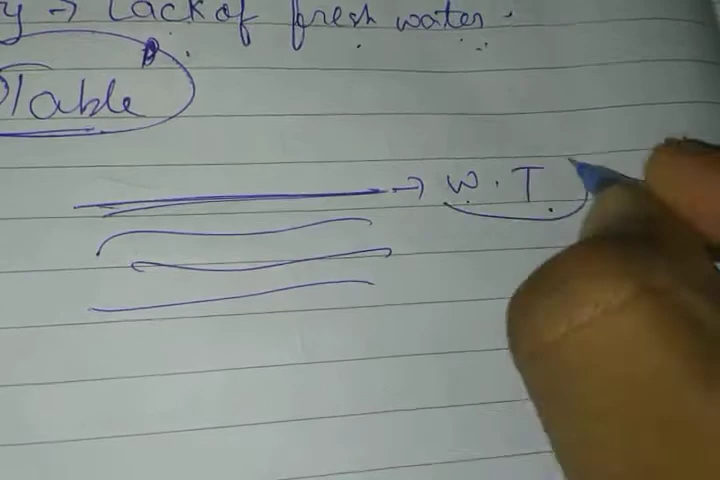 y → Lack of fresh water.
Table
→ W.T